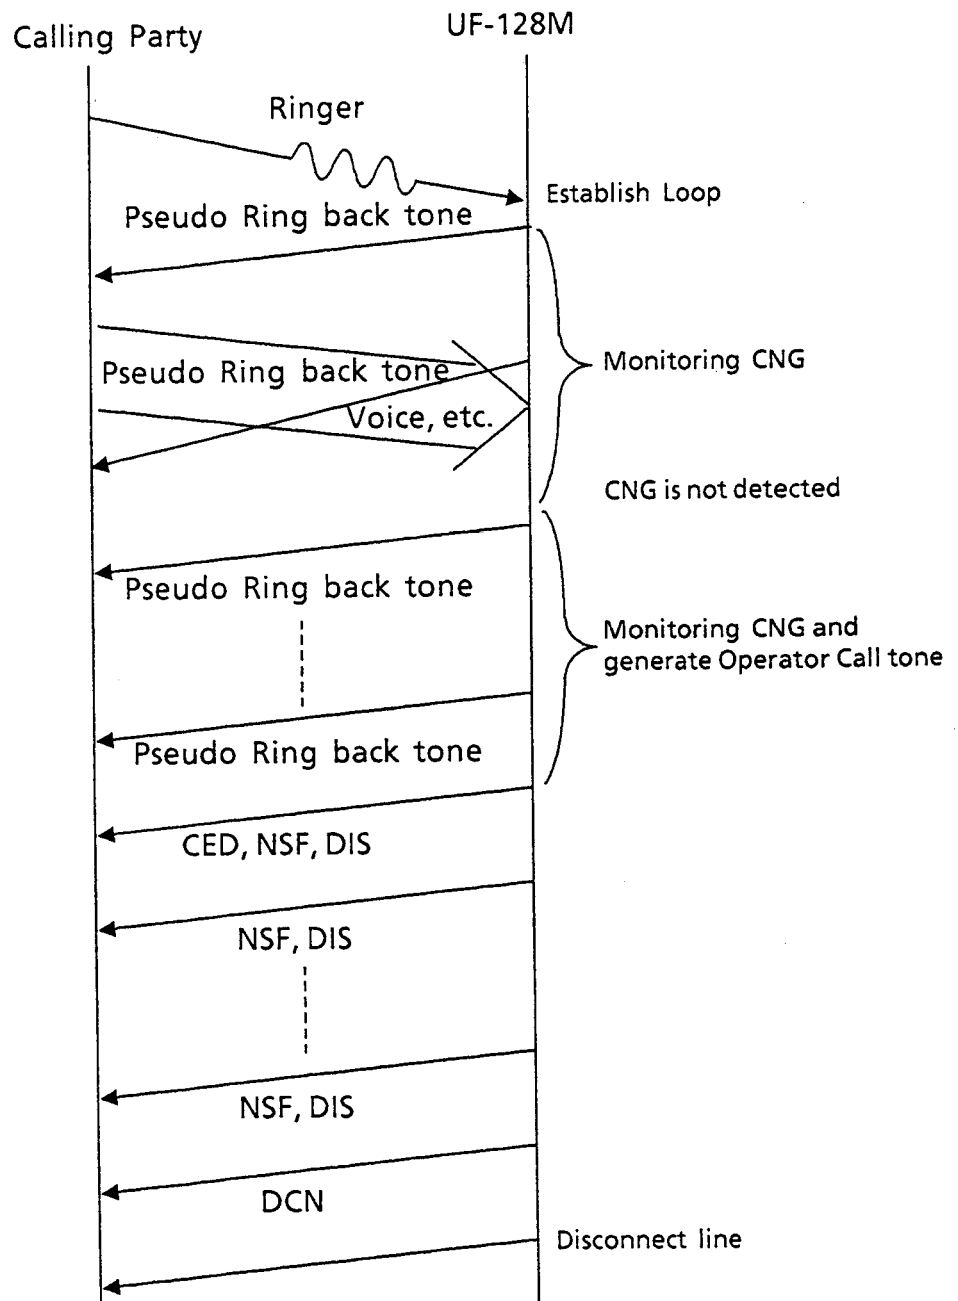 Calling Party
UF-128M
Ringer
Establish Loop
Pseudo Ring back tone
Monitoring CNG
Pseudo Ring back tone
Voice, etc.
CNG is not detected
Pseudo Ring back tone
Monitoring CNG and
generate Operator Call tone
Pseudo Ring back tone
CED, NSF, DIS
NSF, DIS
NSF, DIS
DCN
Disconnect line